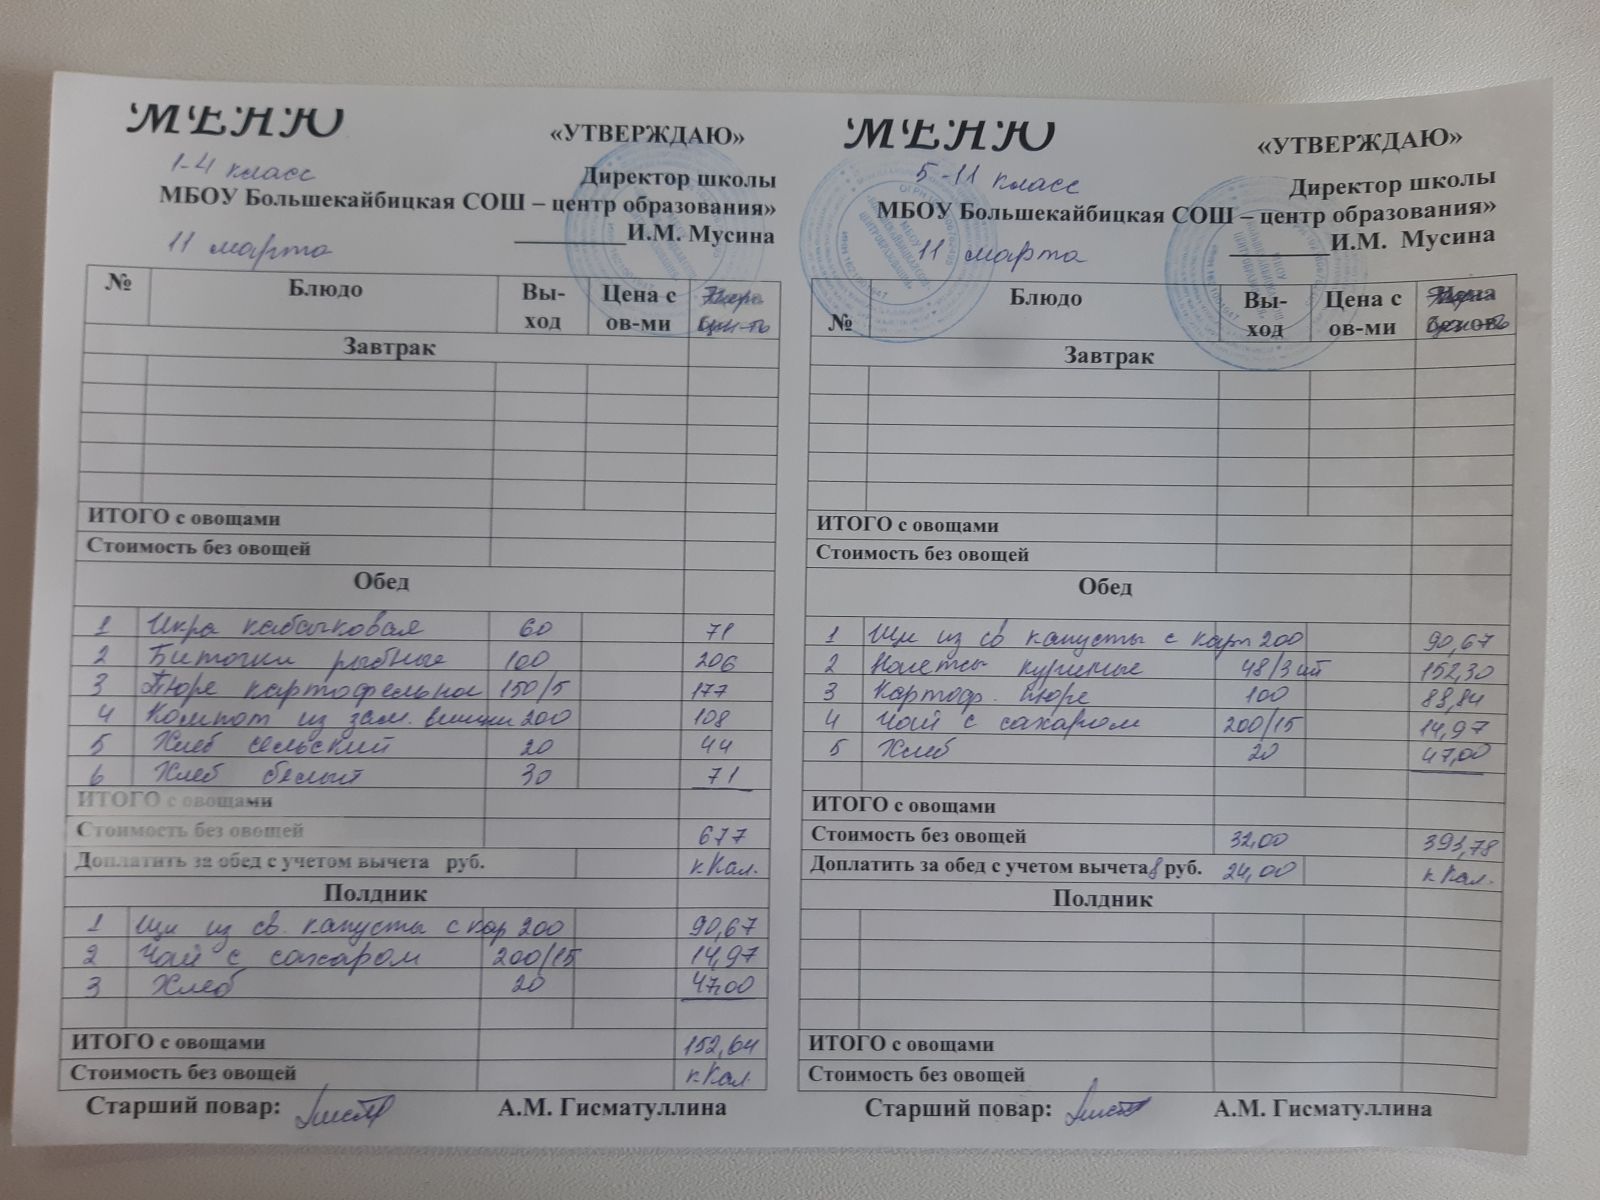 МЕНЮ
1-4 класс
«УТВЕРЖДАЮ»
Директор школы
МБОУ Большекайбицкая СОШ – центр образования»
11 марта
И.М. Мусина
№ Блюдо Вы-ход Цена с ов-ми
Завтрак
ИТОГО с овощами
Стоимость без овощей
Обед
1 Икра кабачковая 60 71
2 Биточки рыбные 100 206
3 Пюре картофельное 150/5 177
4 Компот из зам. вишни 200 108
5 Хлеб сельский 20 44
6 Хлеб белый 30 71
ИТОГО с овощами
Стоимость без овощей 677
Доплатить за обед с учетом вычета руб. кКал.
Полдник
1 Щи из св. капусты с кар 200 90,67
2 Чай с сахаром 200/15 14,97
3 Хлеб 20 47,00
ИТОГО с овощами 152,64
Стоимость без овощей кКал.
Старший повар: А.М. Гисматуллина
МЕНЮ
5-11 класс
«УТВЕРЖДАЮ»
Директор школы
МБОУ Большекайбицкая СОШ – центр образования»
11 марта
И.М. Мусина
№ Блюдо Вы-ход Цена с ов-ми
Завтрак
ИТОГО с овощами
Стоимость без овощей
Обед
1 Щи из св капусты с карт 200 90,67
2 Нагетсы куриные 48/3 шт 152,30
3 Картоф. пюре 100 88,84
4 Чай с сахаром 200/15 14,97
5 Хлеб 20 47,00
ИТОГО с овощами
Стоимость без овощей 32,00 393,78
Доплатить за обед с учетом вычета 8 руб. 24,00 кКал.
Полдник
ИТОГО с овощами
Стоимость без овощей
Старший повар: А.М. Гисматуллина